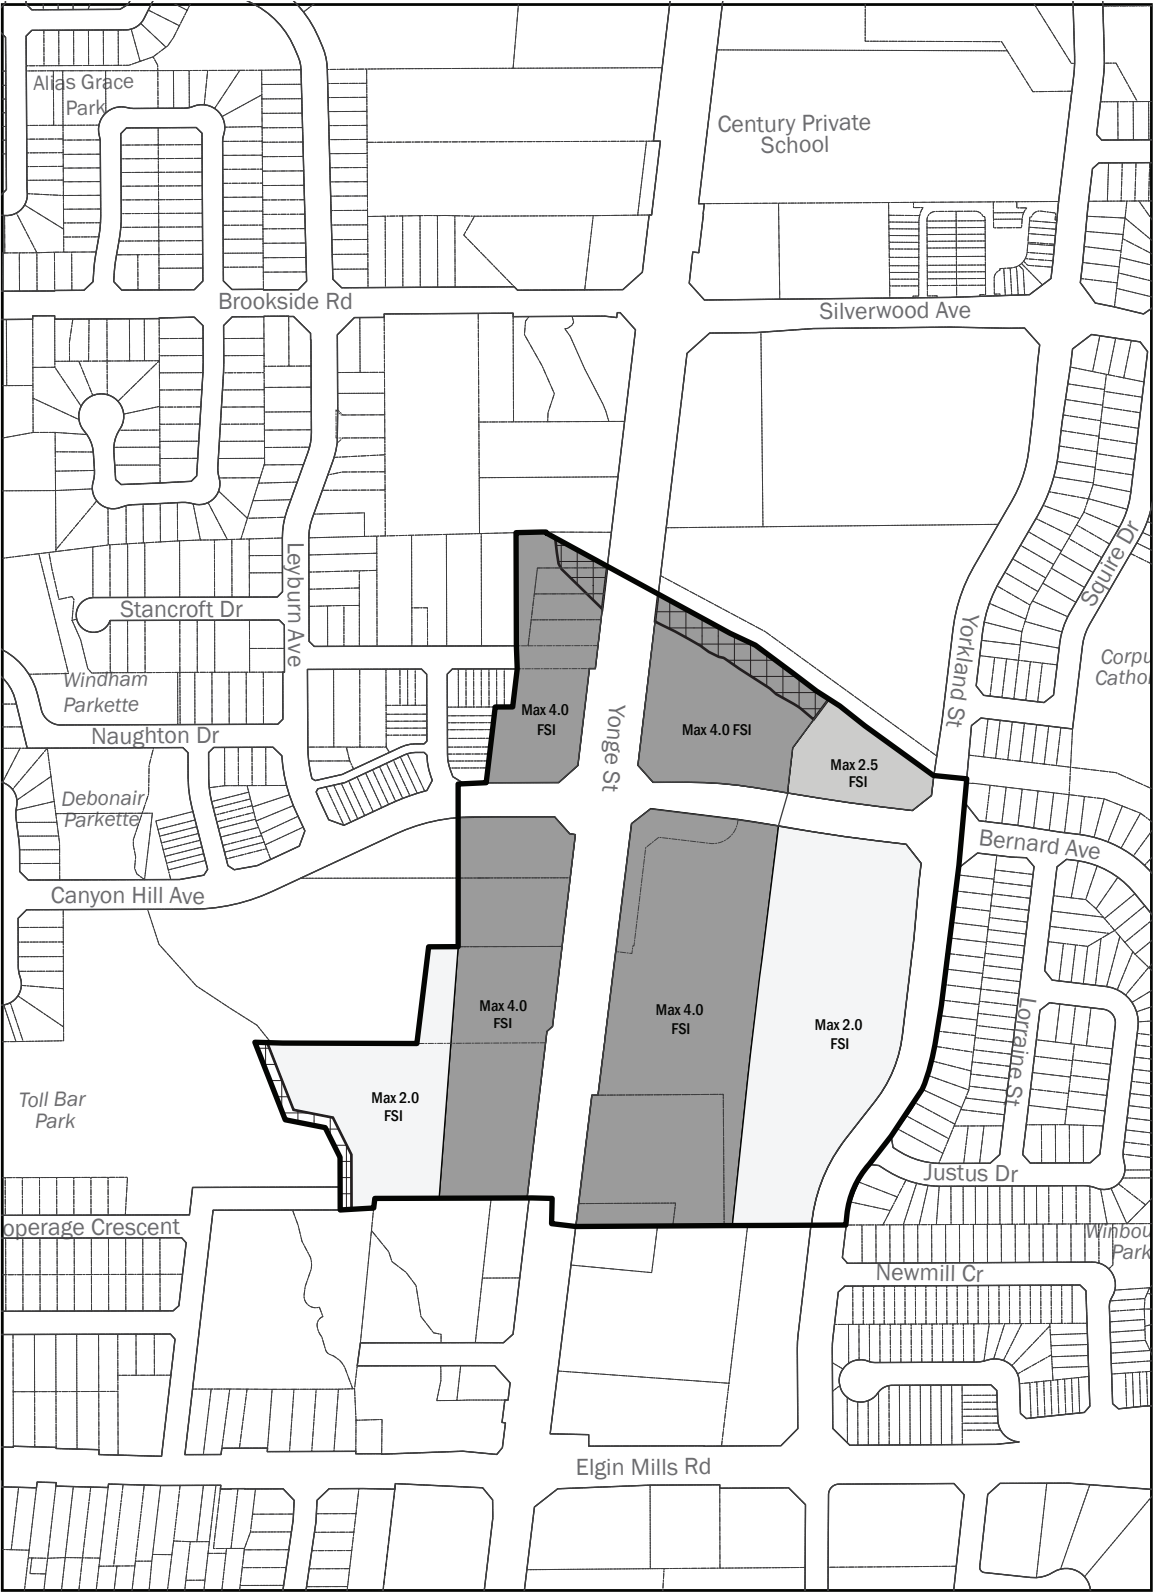 Alias Grace
Park
Century Private
School
Brookside Rd
Silverwood Ave
Leyburn Ave
Stancroft Dr
Squire Dr
Yorkland St
Windham
Parkette
Corpu
Cathol
Naughton Dr
Max 4.0
FSI
Yonge St
Max 4.0 FSI
Max 2.5
FSI
Debonair
Parkette
Bernard Ave
Canyon Hill Ave
Max 4.0
FSI
Max 4.0
FSI
Max 2.0
FSI
Lorraine St
Toll Bar
Park
Max 2.0
FSI
Justus Dr
operage Crescent
Winbou
Park
Newmill Cr
Elgin Mills Rd